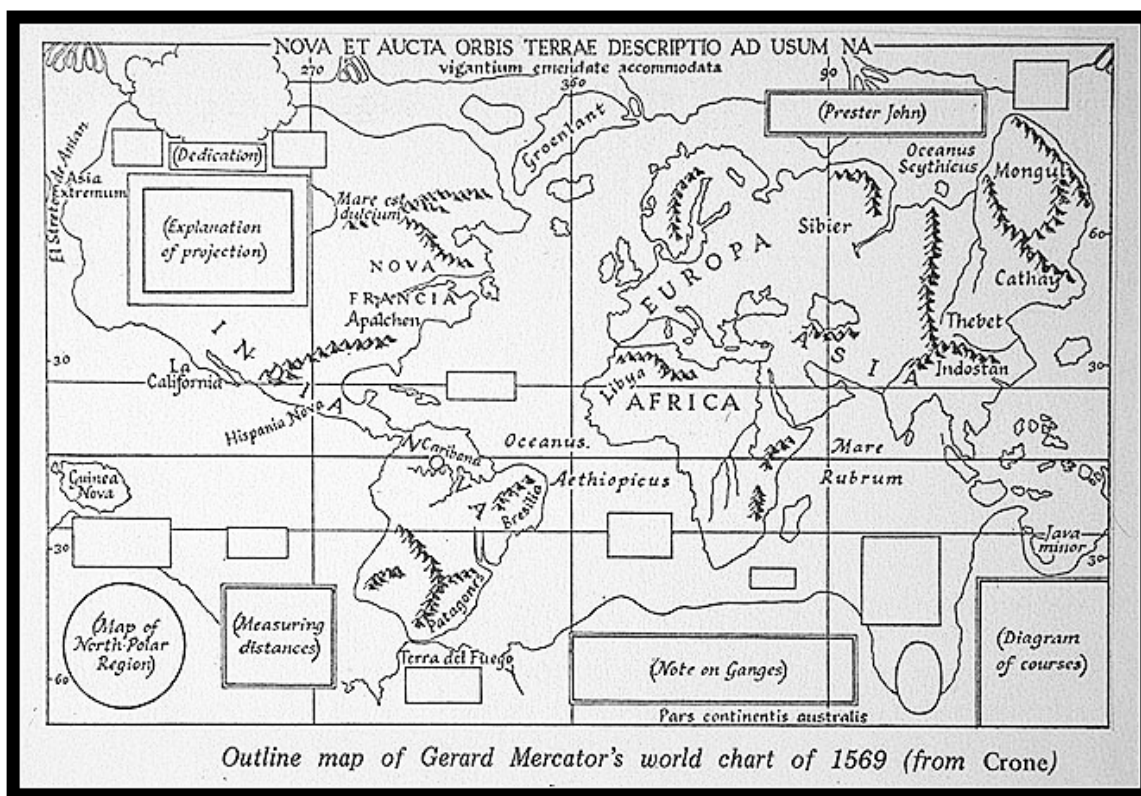 NOVA ET AUCTA ORBIS TERRAE DESCRIPTIO AD USUM NA
vigantium emendate accommodata
270
360
90
(Prester John)
Groenlant
El Streto de Anian
Asia
Extremum
(Dedication)
(Explanation
of projection)
Mare est
dulcium
NOVA
FRANCIA
Apalchen
EUROPA
Oceanus
Scythicus
Mongul
Sibier
60
Cathay
Thebet
Indostan
ASIA
30
30
La
California
INDIA
Hispania Nova
Libya
AFRICA
Oceanus.
Aethiopicus
Mare
Rubrum
NOVA
Caribana
Bresilia
Guinea
Nova
30
Java
minor
30
Patagones
(Map of
North-Polar
Region)
(Measuring
distances)
Terra del Fuego
(Note on Ganges)
(Diagram
of courses)
60
Pars continentis australis
Outline map of Gerard Mercator's world chart of 1569 (from Crone)